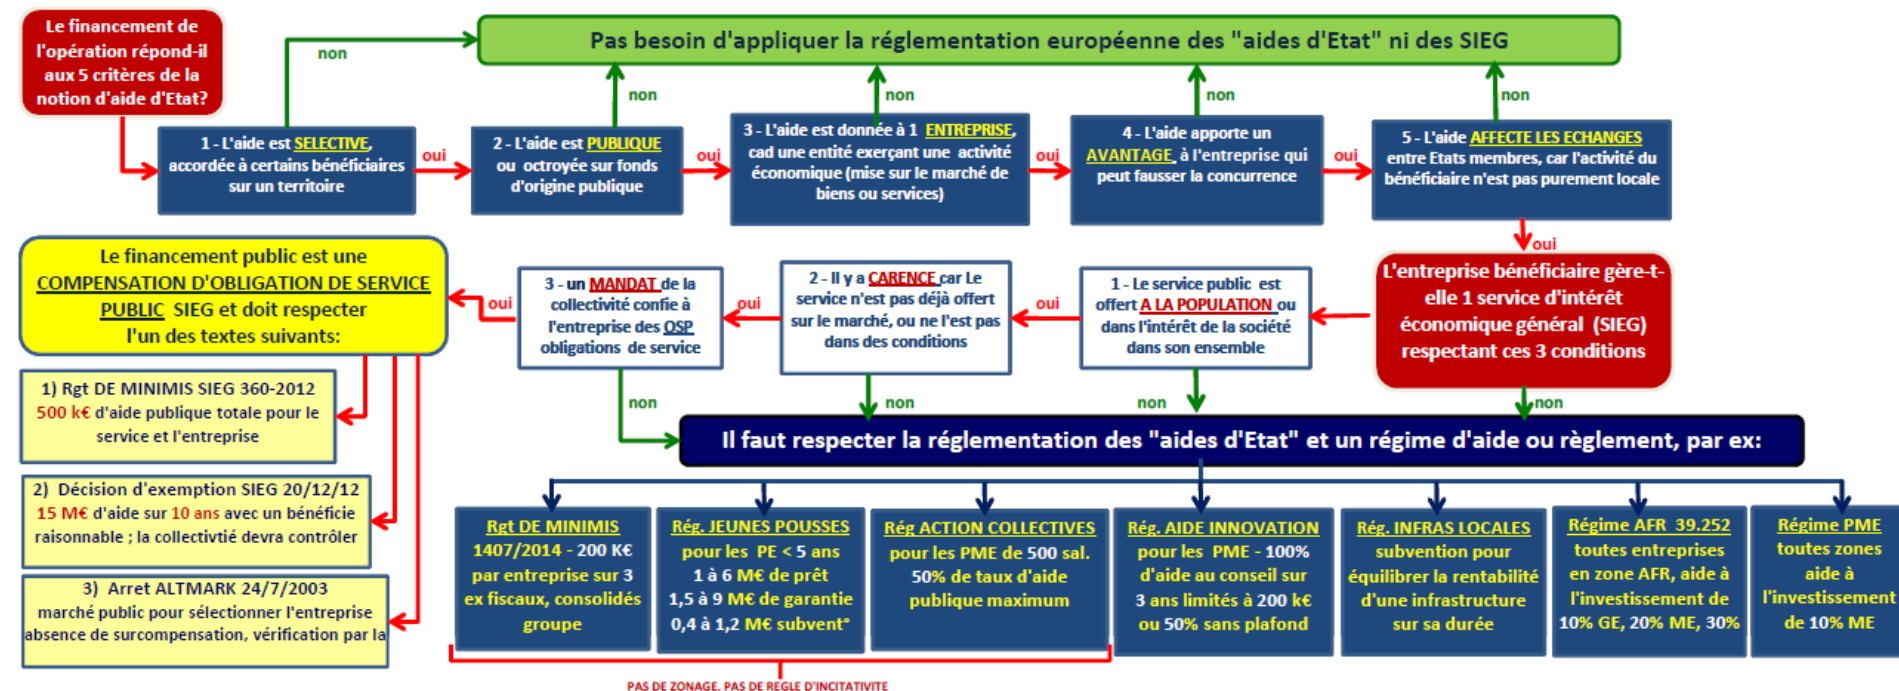 Le financement de
l'opération répond-il
aux 5 critères de la
notion d'aide d'Etat?
non
Pas besoin d'appliquer la réglementation européenne des "aides d'Etat" ni des SIEG
non
non
non
non
1 - L'aide est SELECTIVE,
accordée à certains bénéficiaires
sur un territoire
oui
2 - L'aide est PUBLIQUE
ou octroyée sur fonds
d'origine publique
oui
3 - L'aide est donnée à 1 ENTREPRISE,
cad une entité exerçant une activité
économique (mise sur le marché de
biens ou services)
oui
4 - L'aide apporte un
AVANTAGE à l'entreprise qui
peut fausser la concurrence
oui
5 - L'aide AFFECTE LES ECHANGES
entre Etats membres, car l'activité du
bénéficiaire n'est pas purement locale
oui
L'entreprise bénéficiaire gère-t-
elle 1 service d'intérêt
économique général (SIEG)
respectant ces 3 conditions
1 - Le service public est
offert A LA POPULATION ou
dans l'intérêt de la société
dans son ensemble
oui
2 - Il y a CARENCE car Le
service n'est pas déjà offert
sur le marché, ou ne l'est pas
dans des conditions
oui
3 - un MANDAT de la
collectivité confie à
l'entreprise des OSP
obligations de service
oui
Le financement public est une
COMPENSATION D'OBLIGATION DE SERVICE
PUBLIC SIEG et doit respecter
l'un des textes suivants:
1) Rgt DE MINIMIS SIEG 360-2012
500 k€ d'aide publique totale pour le
service et l'entreprise
2) Décision d'exemption SIEG 20/12/12
15 M€ d'aide sur 10 ans avec un bénéficie
raisonnable ; la collectivtié devra contrôler
3) Arret ALTMARK 24/7/2003
marché public pour sélectionner l'entreprise
absence de surcompensation, vérification par la
non
non
non
non
Il faut respecter la réglementation des "aides d'Etat" et un régime d'aide ou règlement, par ex:
Rgt DE MINIMIS
1407/2014 - 200 K€
par entreprise sur 3
ex fiscaux, consolidés
groupe
Rég. JEUNES POUSSES
pour les PE < 5 ans
1 à 6 M€ de prêt
1,5 à 9 M€ de garantie
0,4 à 1,2 M€ subvent°
Rég ACTION COLLECTIVES
pour les PME de 500 sal.
50% de taux d'aide
publique maximum
Rég. AIDE INNOVATION
pour les PME - 100%
d'aide au conseil sur
3 ans limités à 200 k€
ou 50% sans plafond
Rég. INFRAS LOCALES
subvention pour
équilibrer la rentabilité
d'une infrastructure
sur sa durée
Régime AFR 39.252
toutes entreprises
en zone AFR, aide à
l'investissement de
10% GE, 20% ME, 30%
Régime PME
toutes zones
aide à
l'investissement
de 10% ME
PAS DE ZONAGE. PAS DE REGLE D'INCITATIVITE